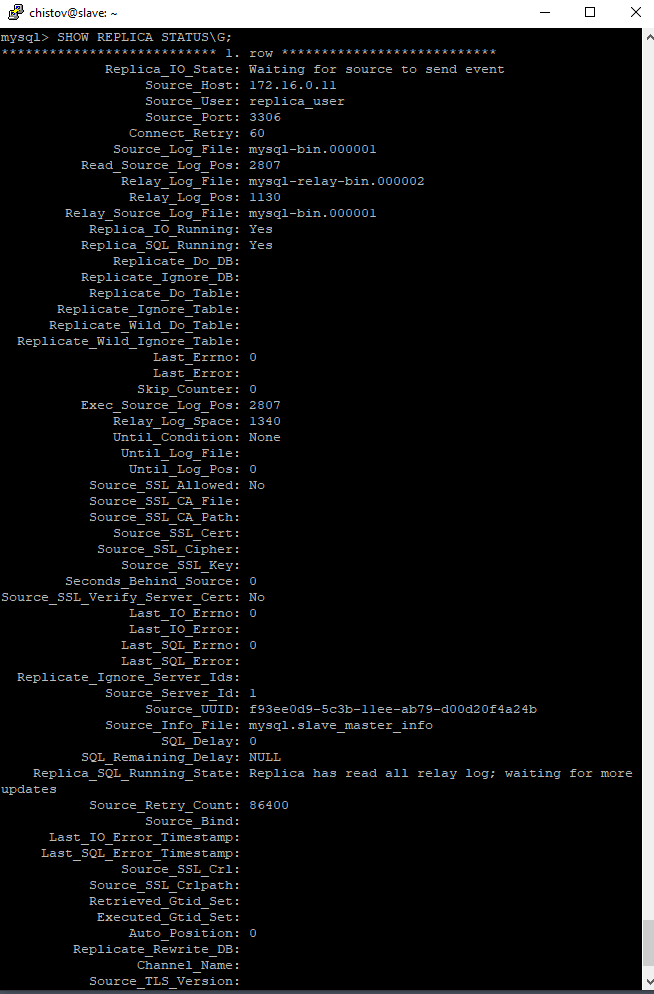 chistov@slave: ~
mysql> SHOW REPLICA STATUS\G;
*************************** 1. row ***************************
Replica_IO_State: Waiting for source to send event
Source_Host: 172.16.0.11
Source_User: replica_user
Source_Port: 3306
Connect_Retry: 60
Source_Log_File: mysql-bin.000001
Read_Source_Log_Pos: 2807
Relay_Log_File: mysql-relay-bin.000002
Relay_Log_Pos: 1130
Relay_Source_Log_File: mysql-bin.000001
Replica_IO_Running: Yes
Replica_SQL_Running: Yes
Replicate_Do_DB:
Replicate_Ignore_DB:
Replicate_Do_Table:
Replicate_Ignore_Table:
Replicate_Wild_Do_Table:
Replicate_Wild_Ignore_Table:
Last_Errno: 0
Last_Error:
Skip_Counter: 0
Exec_Source_Log_Pos: 2807
Relay_Log_Space: 1340
Until_Condition: None
Until_Log_File:
Until_Log_Pos: 0
Source_SSL_Allowed: No
Source_SSL_CA_File:
Source_SSL_CA_Path:
Source_SSL_Cert:
Source_SSL_Cipher:
Source_SSL_Key:
Seconds_Behind_Source: 0
Source_SSL_Verify_Server_Cert: No
Last_IO_Errno: 0
Last_IO_Error:
Last_SQL_Errno: 0
Last_SQL_Error:
Replicate_Ignore_Server_Ids:
Source_Server_Id: 1
Source_UUID: f93ee0d9-5c3b-11ee-ab79-d00d20f4a24b
Source_Info_File: mysql.slave_master_info
SQL_Delay: 0
SQL_Remaining_Delay: NULL
Replica_SQL_Running_State: Replica has read all relay log; waiting for more
updates
Source_Retry_Count: 86400
Source_Bind:
Last_IO_Error_Timestamp:
Last_SQL_Error_Timestamp:
Source_SSL_Crl:
Source_SSL_Crlpath:
Retrieved_Gtid_Set:
Executed_Gtid_Set:
Auto_Position: 0
Replicate_Rewrite_DB:
Channel_Name:
Source_TLS_Version: